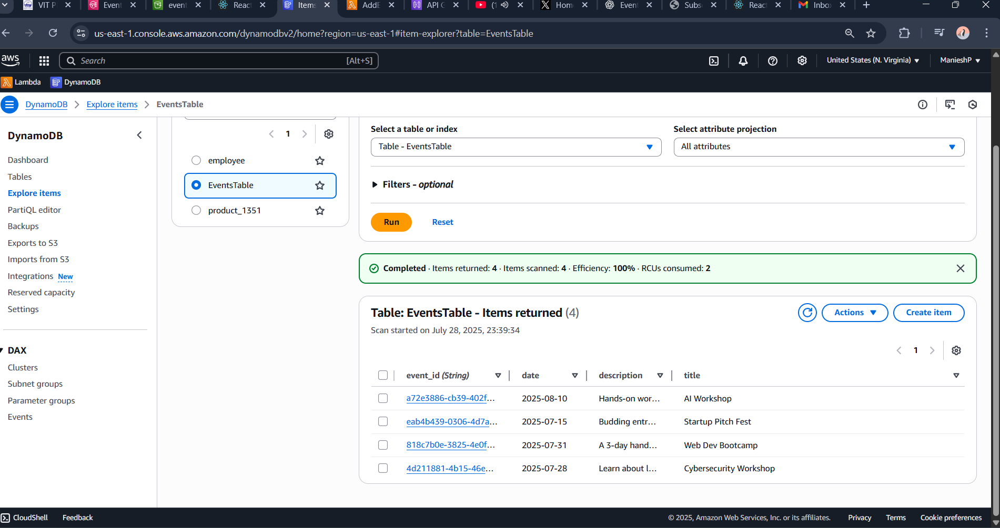 VIT P
Event
event
React
Items
AddE
API G
(1
Home
Event
Subs
React
Inbox
us-east-1.console.aws.amazon.com/dynamodbv2/home?region=us-east-1#item-explorer?table=EventsTable
aws
Search
[Alt+S]
United States (N. Virginia)
ManieshP
Lambda
DynamoDB
DynamoDB
Explore items
EventsTable
DynamoDB
Dashboard
Tables
Explore items
PartiQL editor
Backups
Exports to S3
Imports from S3
Integrations New
Reserved capacity
Settings
DAX
Clusters
Subnet groups
Parameter groups
Events
1
employee
EventsTable
product_1351
Select a table or index
Table - EventsTable
Select attribute projection
All attributes
Filters - optional
Run
Reset
Completed · Items returned: 4 · Items scanned: 4 · Efficiency: 100% · RCUs consumed: 2
Table: EventsTable - Items returned (4)
Scan started on July 28, 2025, 23:39:34
Actions
Create item
1
event_id (String) date description title
a72e3886-cb39-402f... 2025-08-10 Hands-on wor... AI Workshop
eab4b439-0306-4d7a... 2025-07-15 Budding entr... Startup Pitch Fest
818c7b0e-3825-4e0f... 2025-07-31 A 3-day hand... Web Dev Bootcamp
4d211881-4b15-46e... 2025-07-28 Learn about l... Cybersecurity Workshop
CloudShell
Feedback
© 2025, Amazon Web Services, Inc. or its affiliates.
Privacy
Terms
Cookie preferences